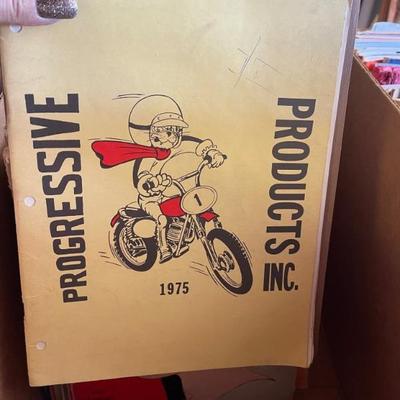 PROGRESSIVE
PRODUCTS INC.
1
1975